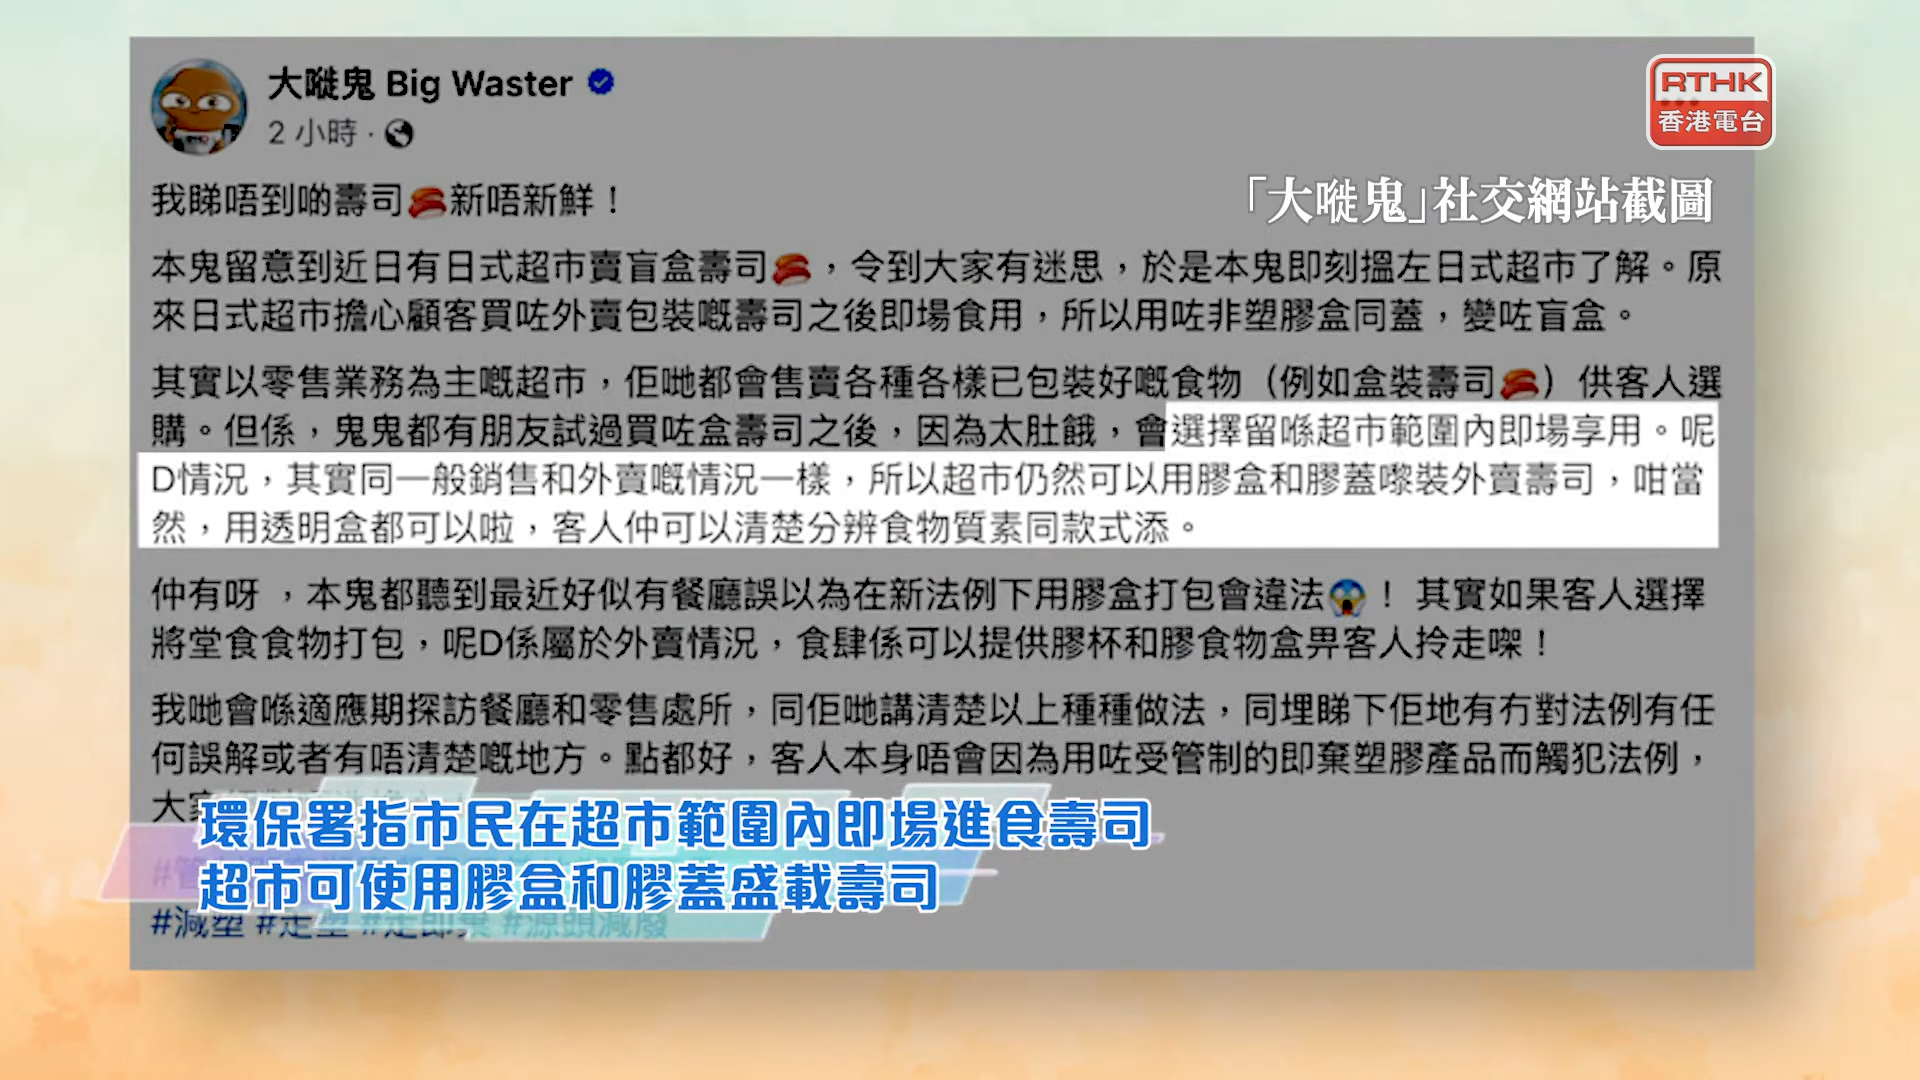 大嘥鬼 Big Waster
2 小時 ·
RTHK
香港電台
「大嘥鬼」社交網站截圖
我睇唔到啲壽司🍣新唔新鮮！
本鬼留意到近日有日式超市賣盲盒壽司🍣，令到大家有迷思，於是本鬼即刻搵左日式超市了解。原
來日式超市擔心顧客買咗外賣包裝嘅壽司之後即場食用，所以用咗非塑膠盒同蓋，變咗盲盒。
其實以零售業務為主嘅超市，佢哋都會售賣各種各樣已包裝好嘅食物（例如盒裝壽司🍣）供客人選
購。但係，鬼鬼都有朋友試過買咗盒壽司之後，因為太肚餓，會選擇留喺超市範圍內即場享用。呢
D情況，其實同一般銷售和外賣嘅情況一樣，所以超市仍然可以用膠盒和膠蓋嚟裝外賣壽司，咁當
然，用透明盒都可以啦，客人仲可以清楚分辨食物質素同款式添。
仲有呀 ，本鬼都聽到最近好似有餐廳誤以為在新法例下用膠盒打包會違法😱！ 其實如果客人選擇
將堂食食物打包，呢D係屬於外賣情況，食肆係可以提供膠杯和膠食物盒畀客人拎走㗎！
我哋會喺適應期探訪餐廳和零售處所，同佢哋講清楚以上種種做法，同埋睇下佢地有冇對法例有任
何誤解或者有唔清楚嘅地方。點都好，客人本身唔會因為用咗受管制的即棄塑膠產品而觸犯法例，
大
環保署指市民在超市範圍內即場進食壽司
超市可使用膠盒和膠蓋盛載壽司
#減塑 #走塑 #走即棄 #源頭減廢